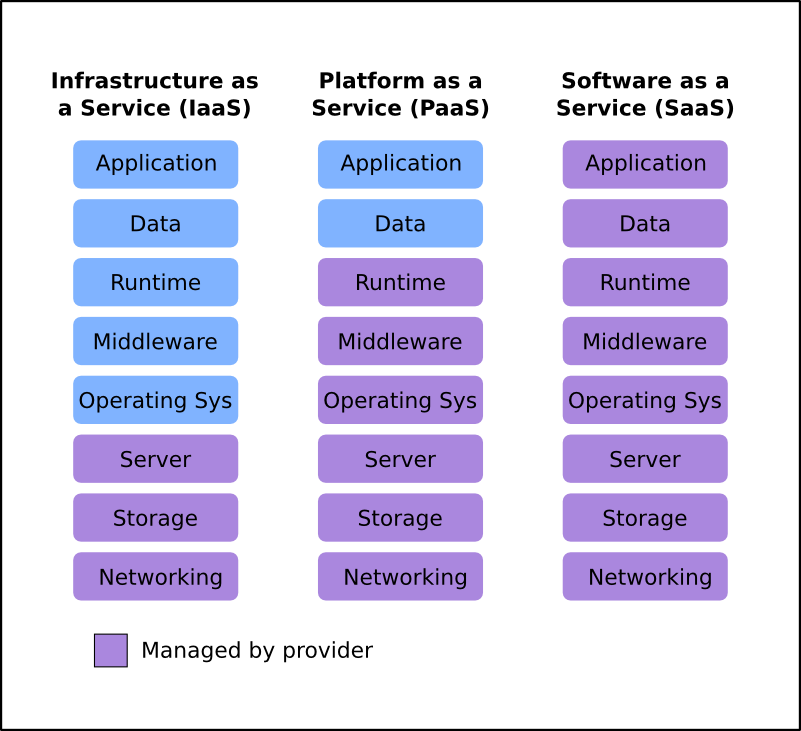 Infrastructure as
a Service (IaaS)
Platform as a
Service (PaaS)
Software as a
Service (SaaS)
Application
Application
Application
Data
Data
Data
Runtime
Runtime
Runtime
Middleware
Middleware
Middleware
Operating Sys
Operating Sys
Operating Sys
Server
Server
Server
Storage
Storage
Storage
Networking
Networking
Networking
Managed by provider